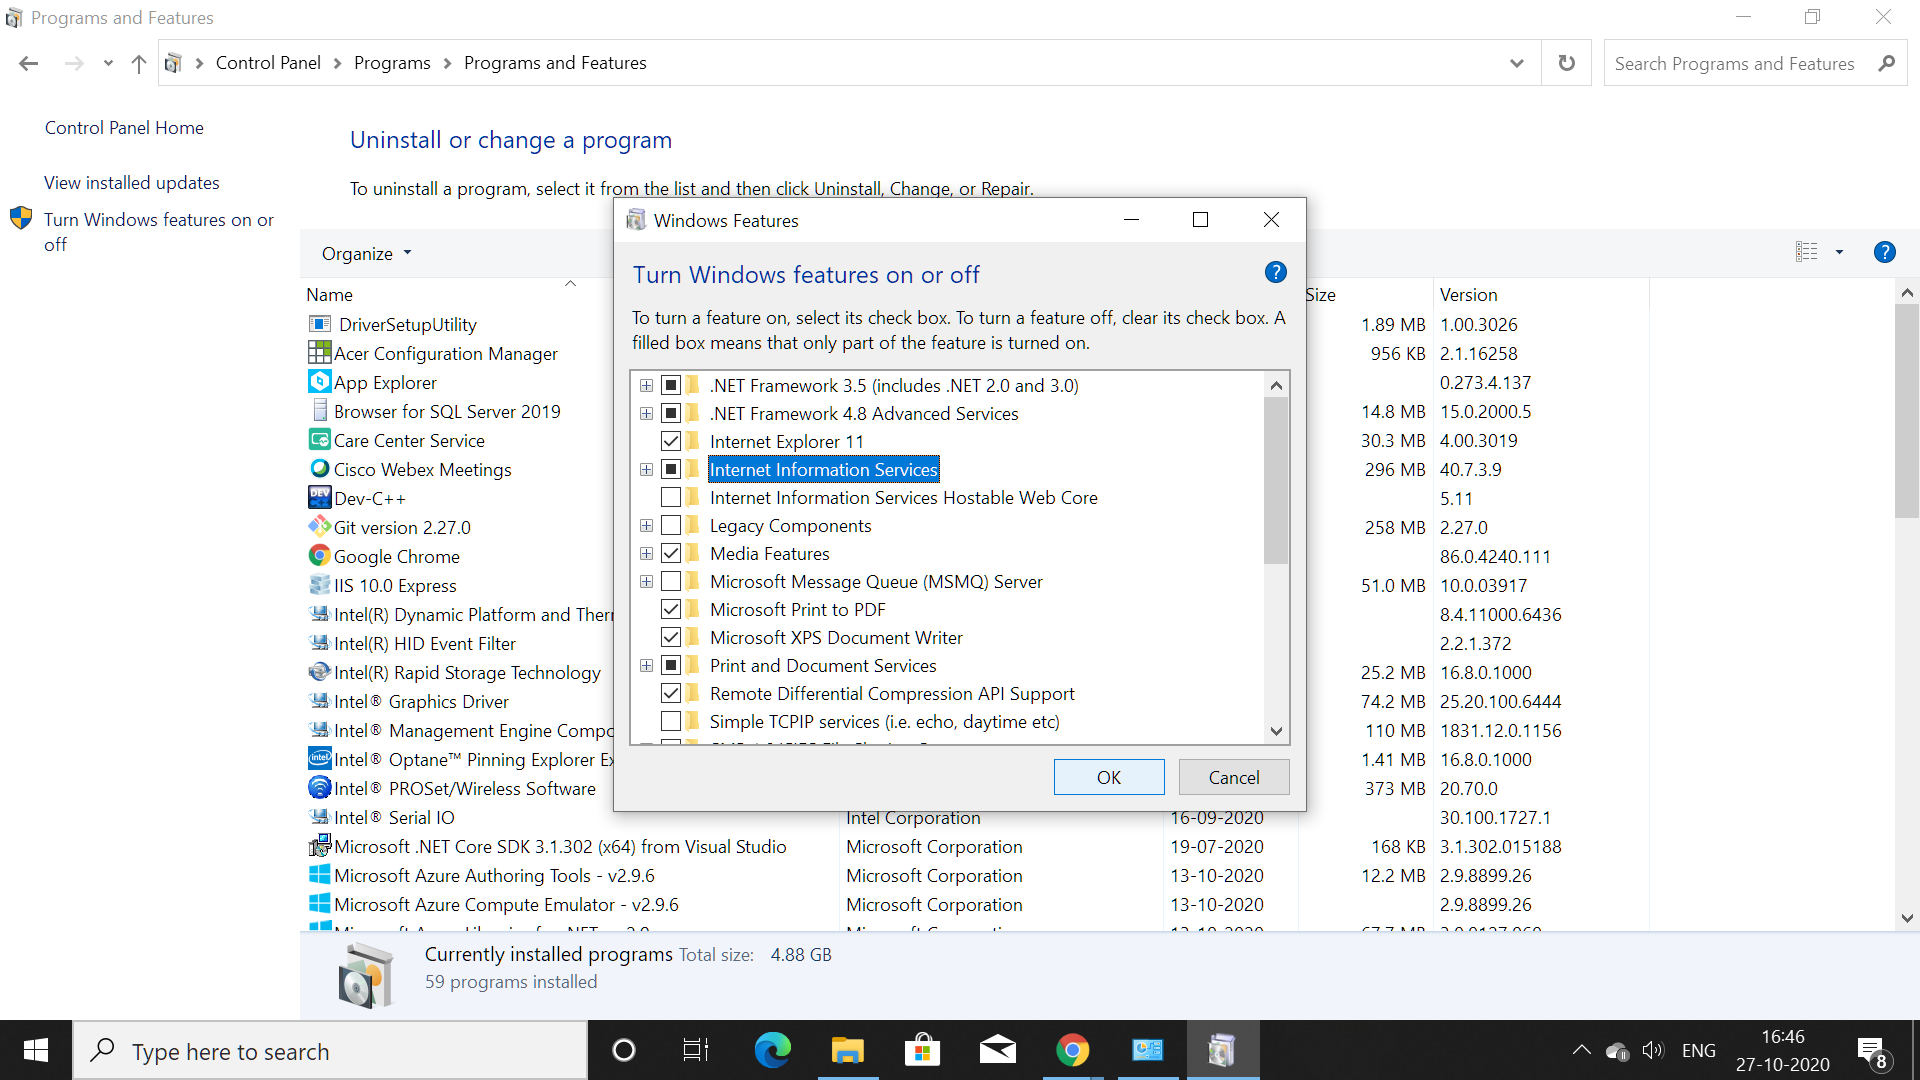 Programs and Features
Control Panel
Programs
Programs and Features
Search Programs and Features
Control Panel Home
View installed updates
Turn Windows features on or
off
Uninstall or change a program
To uninstall a program, select it from the list and then click Uninstall, Change, or Repair.
Organize
Name
Size
Version
DriverSetupUtility
1.89 MB
1.00.3026
Acer Configuration Manager
956 KB
2.1.16258
App Explorer
0.273.4.137
Browser for SQL Server 2019
14.8 MB
15.0.2000.5
Care Center Service
30.3 MB
4.00.3019
Cisco Webex Meetings
296 MB
40.7.3.9
DEV
Dev-C++
5.11
Git version 2.27.0
258 MB
2.27.0
Google Chrome
86.0.4240.111
IIS 10.0 Express
51.0 MB
10.0.03917
Intel(R) Dynamic Platform and Ther
8.4.11000.6436
Intel(R) HID Event Filter
2.2.1.372
Intel(R) Rapid Storage Technology
25.2 MB
16.8.0.1000
Intel® Graphics Driver
74.2 MB
25.20.100.6444
Intel® Management Engine Compo
110 MB
1831.12.0.1156
intel
Intel® Optane™ Pinning Explorer Ex
1.41 MB
16.8.0.1000
Intel® PROSet/Wireless Software
373 MB
20.70.0
Intel® Serial IO
Intel Corporation
16-09-2020
30.100.1727.1
Microsoft .NET Core SDK 3.1.302 (x64) from Visual Studio
Microsoft Corporation
19-07-2020
168 KB
3.1.302.015188
Microsoft Azure Authoring Tools - v2.9.6
Microsoft Corporation
13-10-2020
12.2 MB
2.9.8899.26
Microsoft Azure Compute Emulator - v2.9.6
Microsoft Corporation
13-10-2020
2.9.8899.26
Windows Features
Turn Windows features on or off
?
To turn a feature on, select its check box. To turn a feature off, clear its check box. A
filled box means that only part of the feature is turned on.
.NET Framework 3.5 (includes .NET 2.0 and 3.0)
.NET Framework 4.8 Advanced Services
Internet Explorer 11
Internet Information Services
Internet Information Services Hostable Web Core
Legacy Components
Media Features
Microsoft Message Queue (MSMQ) Server
Microsoft Print to PDF
Microsoft XPS Document Writer
Print and Document Services
Remote Differential Compression API Support
Simple TCPIP services (i.e. echo, daytime etc)
OK
Cancel
?
Currently installed programs Total size: 4.88 GB
59 programs installed
Type here to search
ENG
16:46
27-10-2020
8